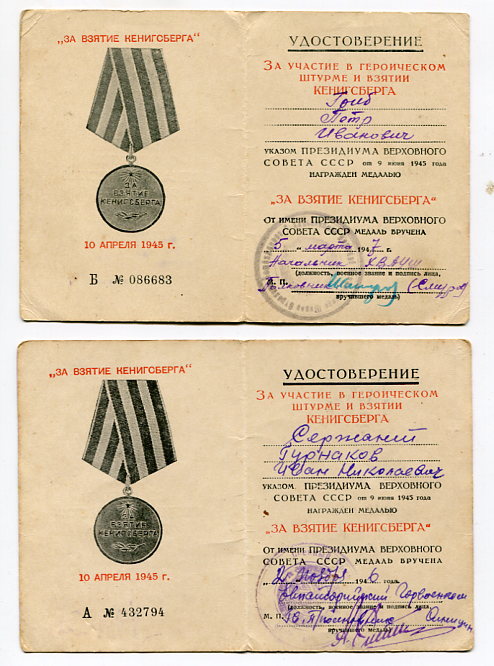 „ЗА ВЗЯТИЕ КЕНИГСБЕРГА“
ЗА
ВЗЯТИЕ
КЕНИГСБЕРГА
10 АПРЕЛЯ 1945 г.
Б № 086683
УДОСТОВЕРЕНИЕ
ЗА УЧАСТИЕ В ГЕРОИЧЕСКОМ
ШТУРМЕ И ВЗЯТИИ
КЕНИГСБЕРГА
Гриб
Петр
Иванович
УКАЗОМ ПРЕЗИДИУМА ВЕРХОВНОГО
СОВЕТА СССР от 9 июня 1945 года
НАГРАЖДЕН МЕДАЛЬЮ
„ЗА ВЗЯТИЕ КЕНИГСБЕРГА“
ОТ ИМЕНИ ПРЕЗИДИУМА ВЕРХОВНОГО
СОВЕТА СССР МЕДАЛЬ ВРУЧЕНА
5 „ марта 1947 г.
Начальник
(должность, военное звание и подпись лица,
М. П. Полковник
вручившего медаль)
„ЗА ВЗЯТИЕ КЕНИГСБЕРГА“
ЗА
ВЗЯТИЕ
КЕНИГСБЕРГА
10 АПРЕЛЯ 1945 г.
А № 432794
УДОСТОВЕРЕНИЕ
ЗА УЧАСТИЕ В ГЕРОИЧЕСКОМ
ШТУРМЕ И ВЗЯТИИ
КЕНИГСБЕРГА
Сержант
Гурнаков
Иван Николаевич
УКАЗОМ ПРЕЗИДИУМА ВЕРХОВНОГО
СОВЕТА СССР от 9 июня 1945 года
НАГРАЖДЕН МЕДАЛЬЮ
„ЗА ВЗЯТИЕ КЕНИГСБЕРГА“
ОТ ИМЕНИ ПРЕЗИДИУМА ВЕРХОВНОГО
СОВЕТА СССР МЕДАЛЬ ВРУЧЕНА
1946 года.
(должность, военное звание и подпись лица,
М. П.
вручившего медаль)